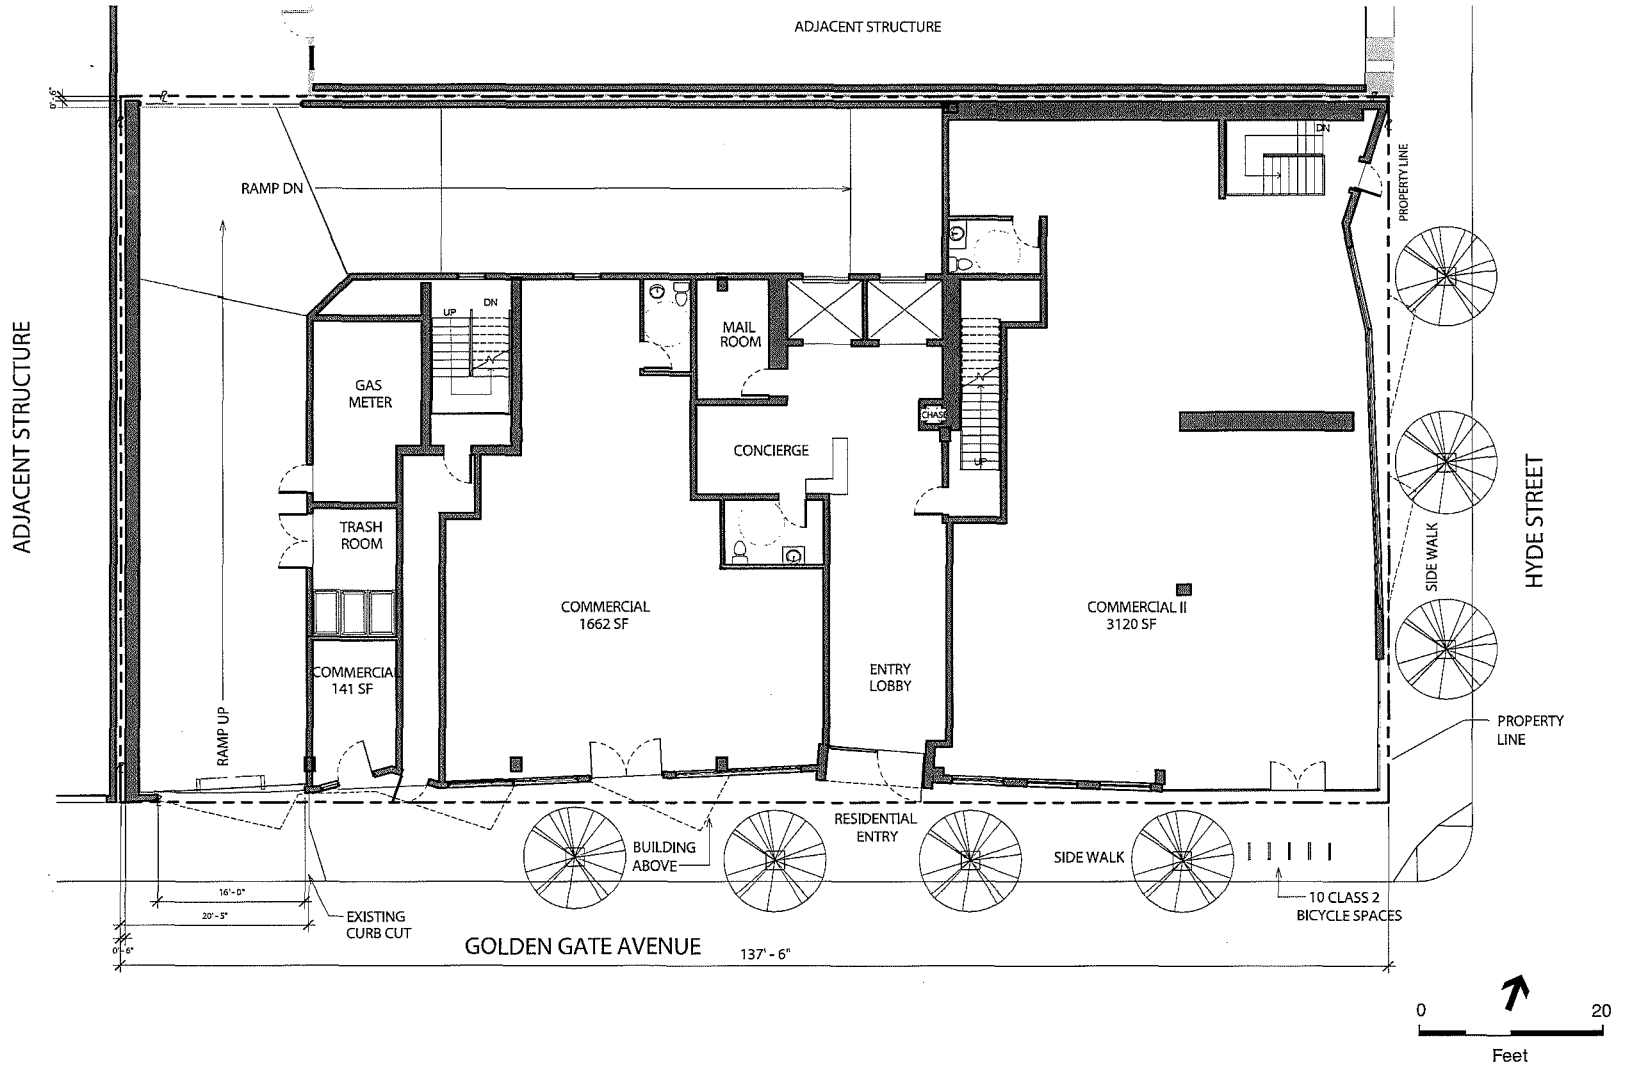 ADJACENT STRUCTURE
0'-6"
DN
PROPERTY LINE
RAMP DN
ADJACENT STRUCTURE
UP
DN
MAIL
ROOM
GAS
METER
CHASE
CONCIERGE
UP
TRASH
ROOM
SIDE WALK
HYDE STREET
COMMERCIAL
1662 SF
COMMERCIAL II
3120 SF
COMMERCIAL
141 SF
ENTRY
LOBBY
RAMP UP
PROPERTY
LINE
RESIDENTIAL
ENTRY
BUILDING
ABOVE
SIDE WALK
16'-0"
10 CLASS 2
BICYCLE SPACES
20'-5"
EXISTING
CURB CUT
0'-6"
GOLDEN GATE AVENUE
137'-6"
0
20
Feet